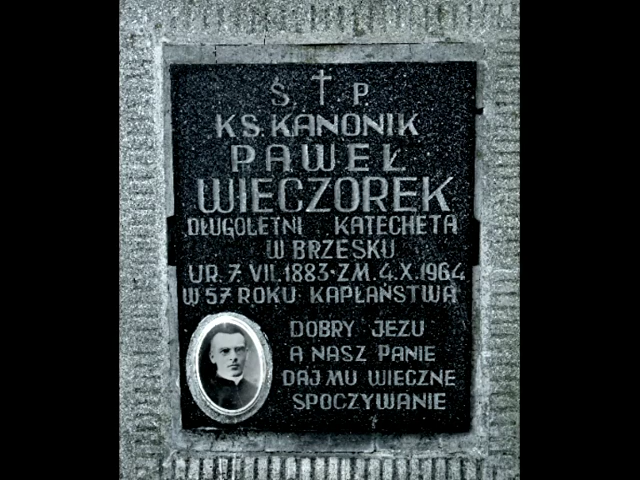 Ś. † P.
KS. KANONIK
PAWEŁ
WIECZOREK
DŁUGOLETNI KATECHETA
W BRZESKU
UR. 7 VII. 1883 · ZM. 4. X. 1964
W 57 ROKU KAPŁAŃSTWA
DOBRY JEZU
A NASZ PANIE
DAJ MU WIECZNE
SPOCZYWANIE